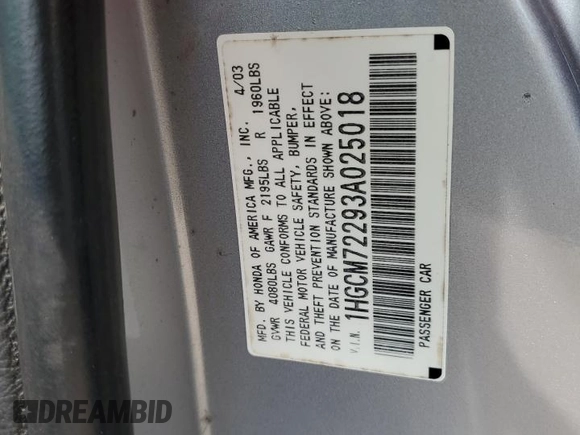 MFD. BY HONDA OF AMERICA MFG., INC. 4/03
GVWR 4080LBS GAWR F 2195LBS R 1960LBS
THIS VEHICLE CONFORMS TO ALL APPLICABLE
FEDERAL MOTOR VEHICLE SAFETY, BUMPER,
AND THEFT PREVENTION STANDARDS IN EFFECT
ON THE DATE OF MANUFACTURE SHOWN ABOVE:
V.I.N. 1HGCM72293A025018
PASSENGER CAR
DREAMBID